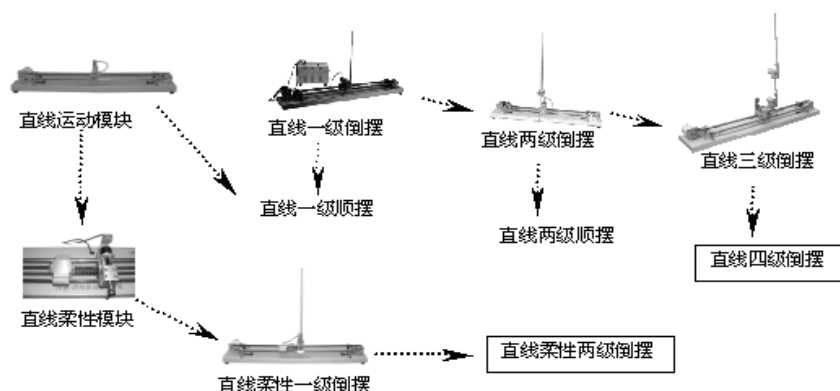 直线运动模块
直线一级倒摆
直线两级倒摆
直线三级倒摆
直线一级顺摆
直线两级顺摆
直线四级倒摆
直线柔性模块
直线柔性一级倒摆
直线柔性两级倒摆